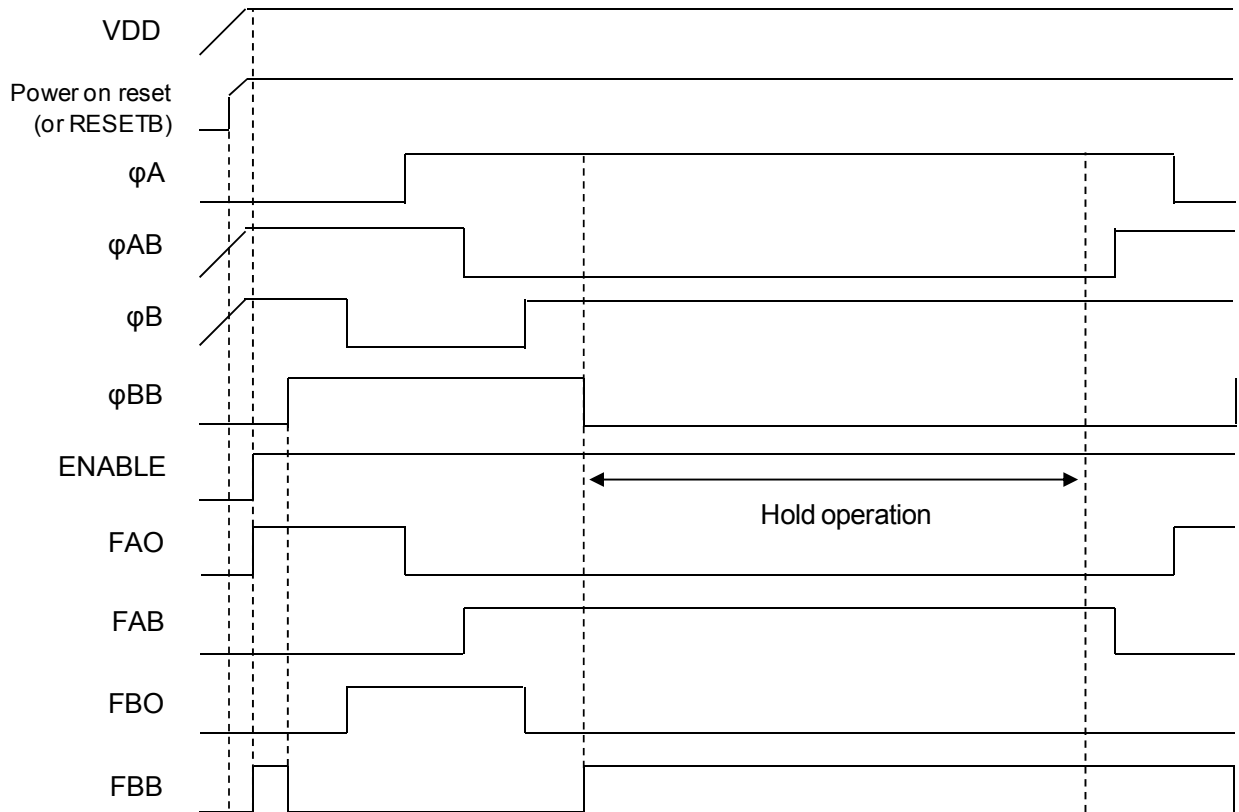 VDD
Power on reset
(or RESETB)
φA
φAB
φB
φBB
ENABLE
Hold operation
FAO
FAB
FBO
FBB